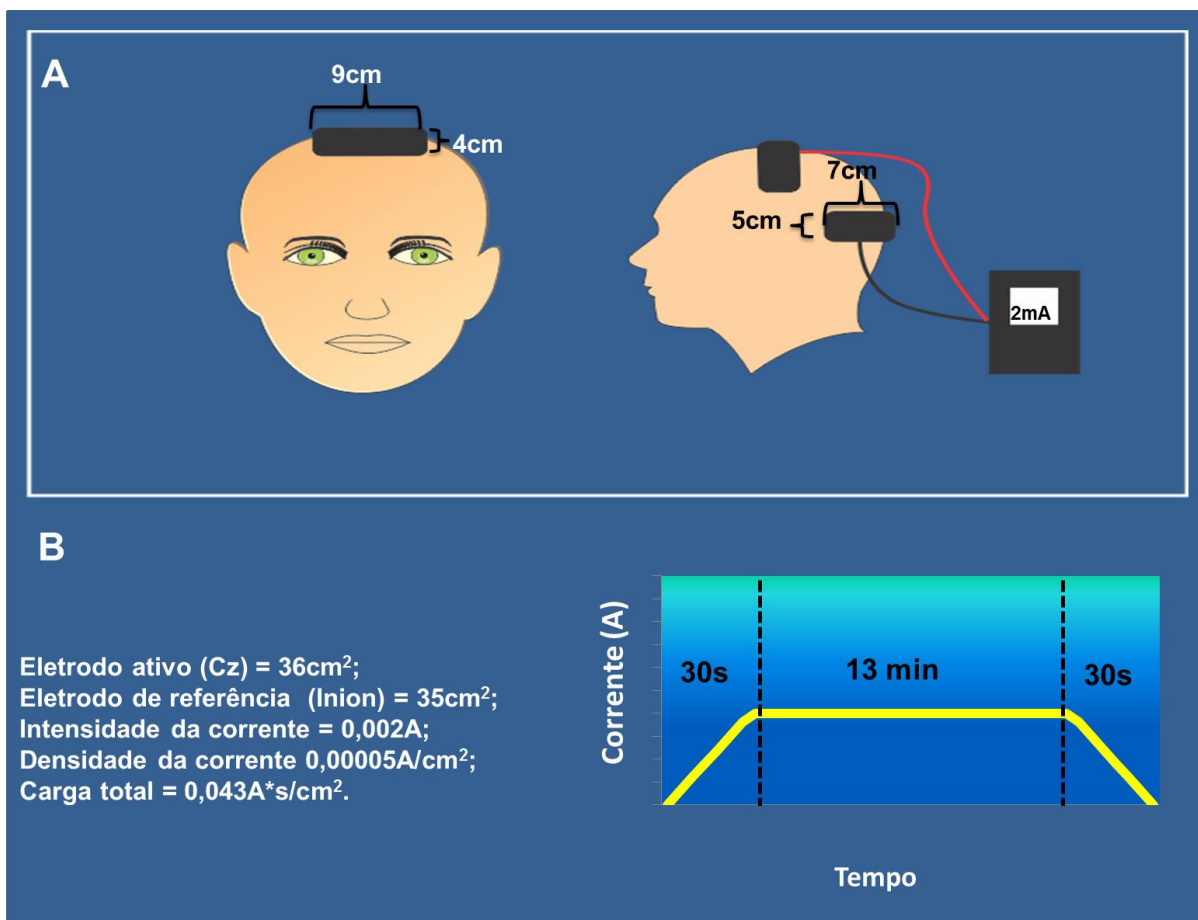 A
9cm
4cm
7cm
5cm
2mA
B
Eletrodo ativo (Cz) = 36cm²;
Eletrodo de referência (Inion) = 35cm²;
Intensidade da corrente = 0,002A;
Densidade da corrente 0,00005A/cm²;
Carga total = 0,043A*s/cm².
Corrente (A)
30s
13 min
30s
Tempo